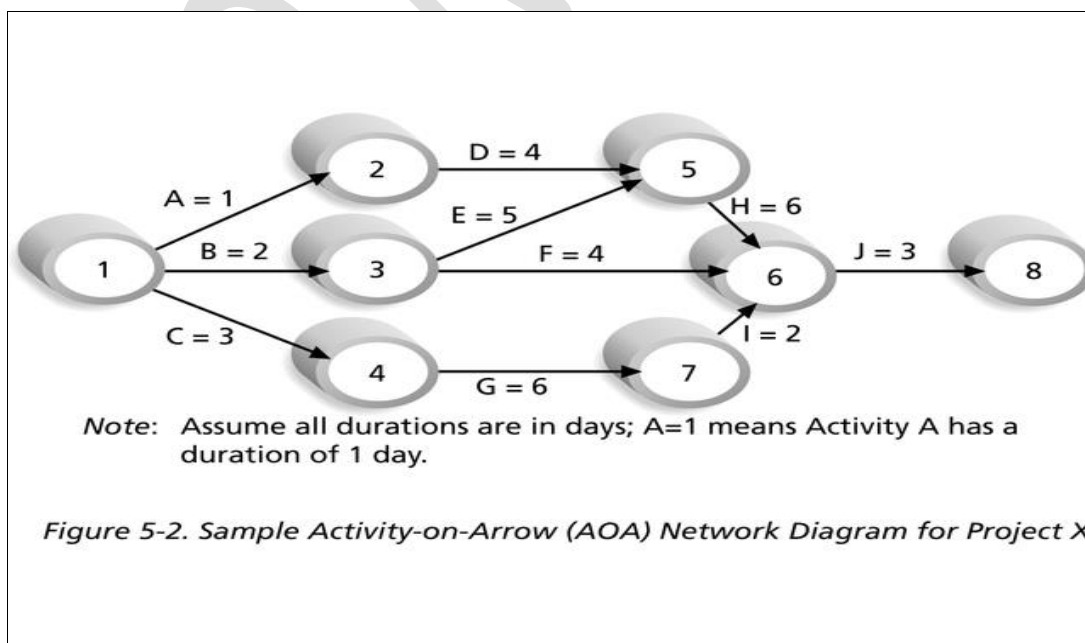 A = 1
B = 2
C = 3
D = 4
E = 5
F = 4
G = 6
H = 6
I = 2
J = 3
1
2
3
4
5
6
7
8
Note: Assume all durations are in days; A=1 means Activity A has a
duration of 1 day.
Figure 5-2. Sample Activity-on-Arrow (AOA) Network Diagram for Project X